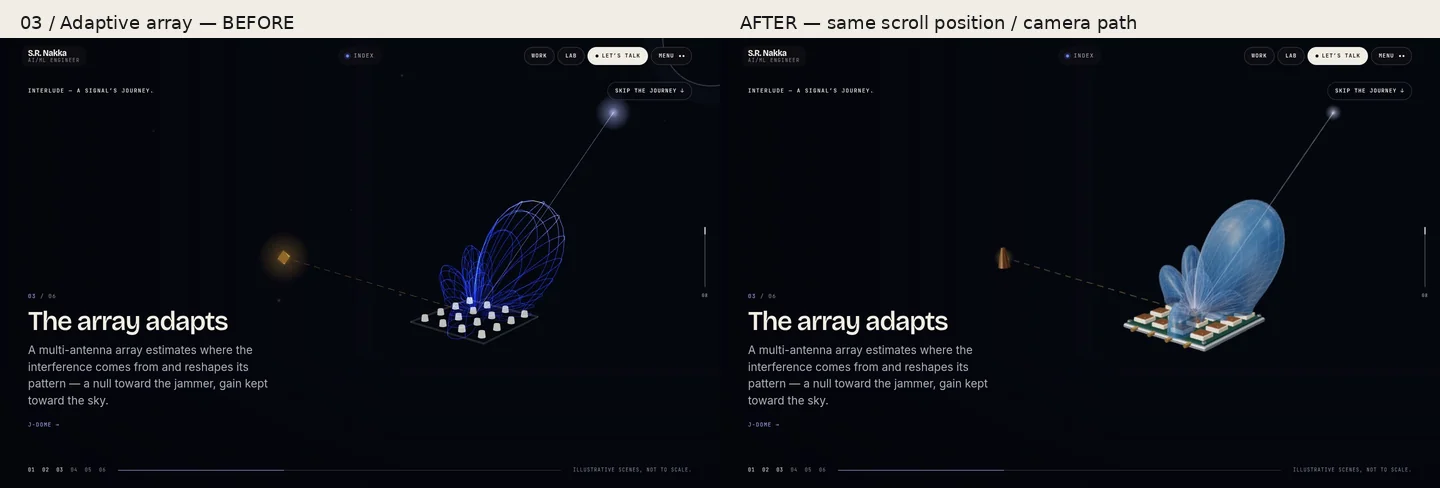 03 / Adaptive array — BEFORE
S.R. Nakka
AI/ML ENGINEER
INDEX
WORK
LAB
LET'S TALK
MENU
INTERLUDE — A SIGNAL'S JOURNEY.
SKIP THE JOURNEY ↓
03 / 06
The array adapts
A multi-antenna array estimates where the
interference comes from and reshapes its
pattern — a null toward the jammer, gain kept
toward the sky.
J-DOME →
01 02 03 04 05 06
ILLUSTRATIVE SCENES, NOT TO SCALE.
AFTER — same scroll position / camera path
S.R. Nakka
AI/ML ENGINEER
INDEX
WORK
LAB
LET'S TALK
MENU
INTERLUDE — A SIGNAL'S JOURNEY.
SKIP THE JOURNEY ↓
03 / 06
The array adapts
A multi-antenna array estimates where the
interference comes from and reshapes its
pattern — a null toward the jammer, gain kept
toward the sky.
J-DOME →
01 02 03 04 05 06
ILLUSTRATIVE SCENES, NOT TO SCALE.